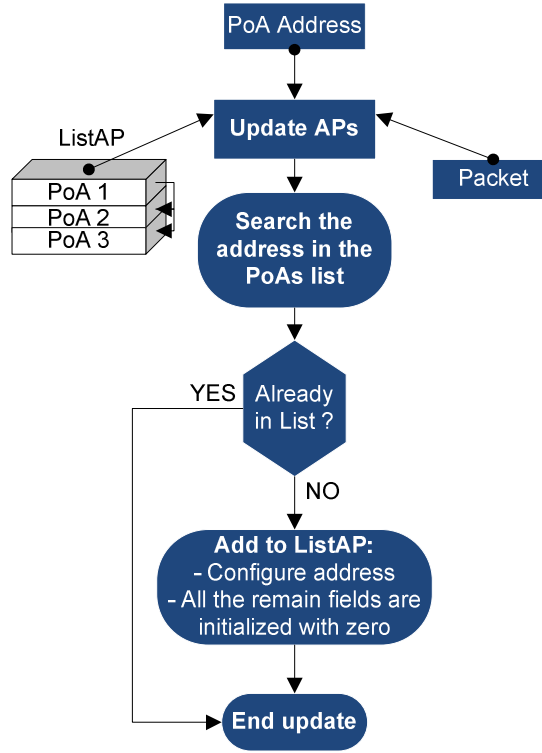 PoA Address
ListAP
Update APs
Packet
PoA 1
PoA 2
PoA 3
Search the
address in the
PoAs list
YES
Already
in List ?
NO
Add to ListAP:
- Configure address
- All the remain fields are
initialized with zero
End update